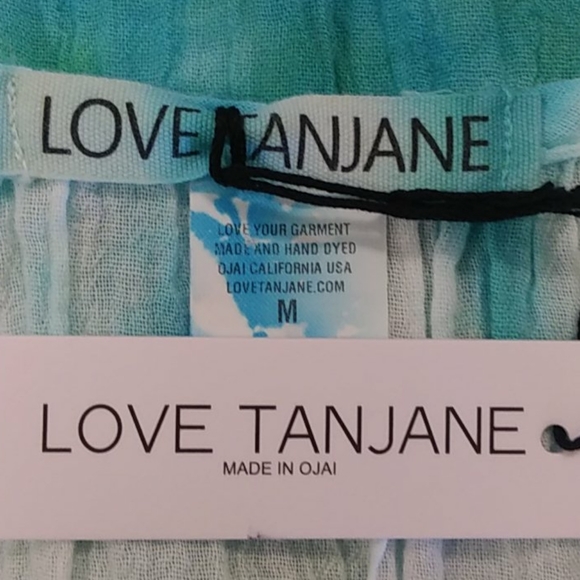 LOVE TANJANE
LOVE YOUR GARMENT
MADE AND HAND DYED
OJAI CALIFORNIA USA
LOVETANJANE.COM
M
LOVE TANJANE
MADE IN OJAI